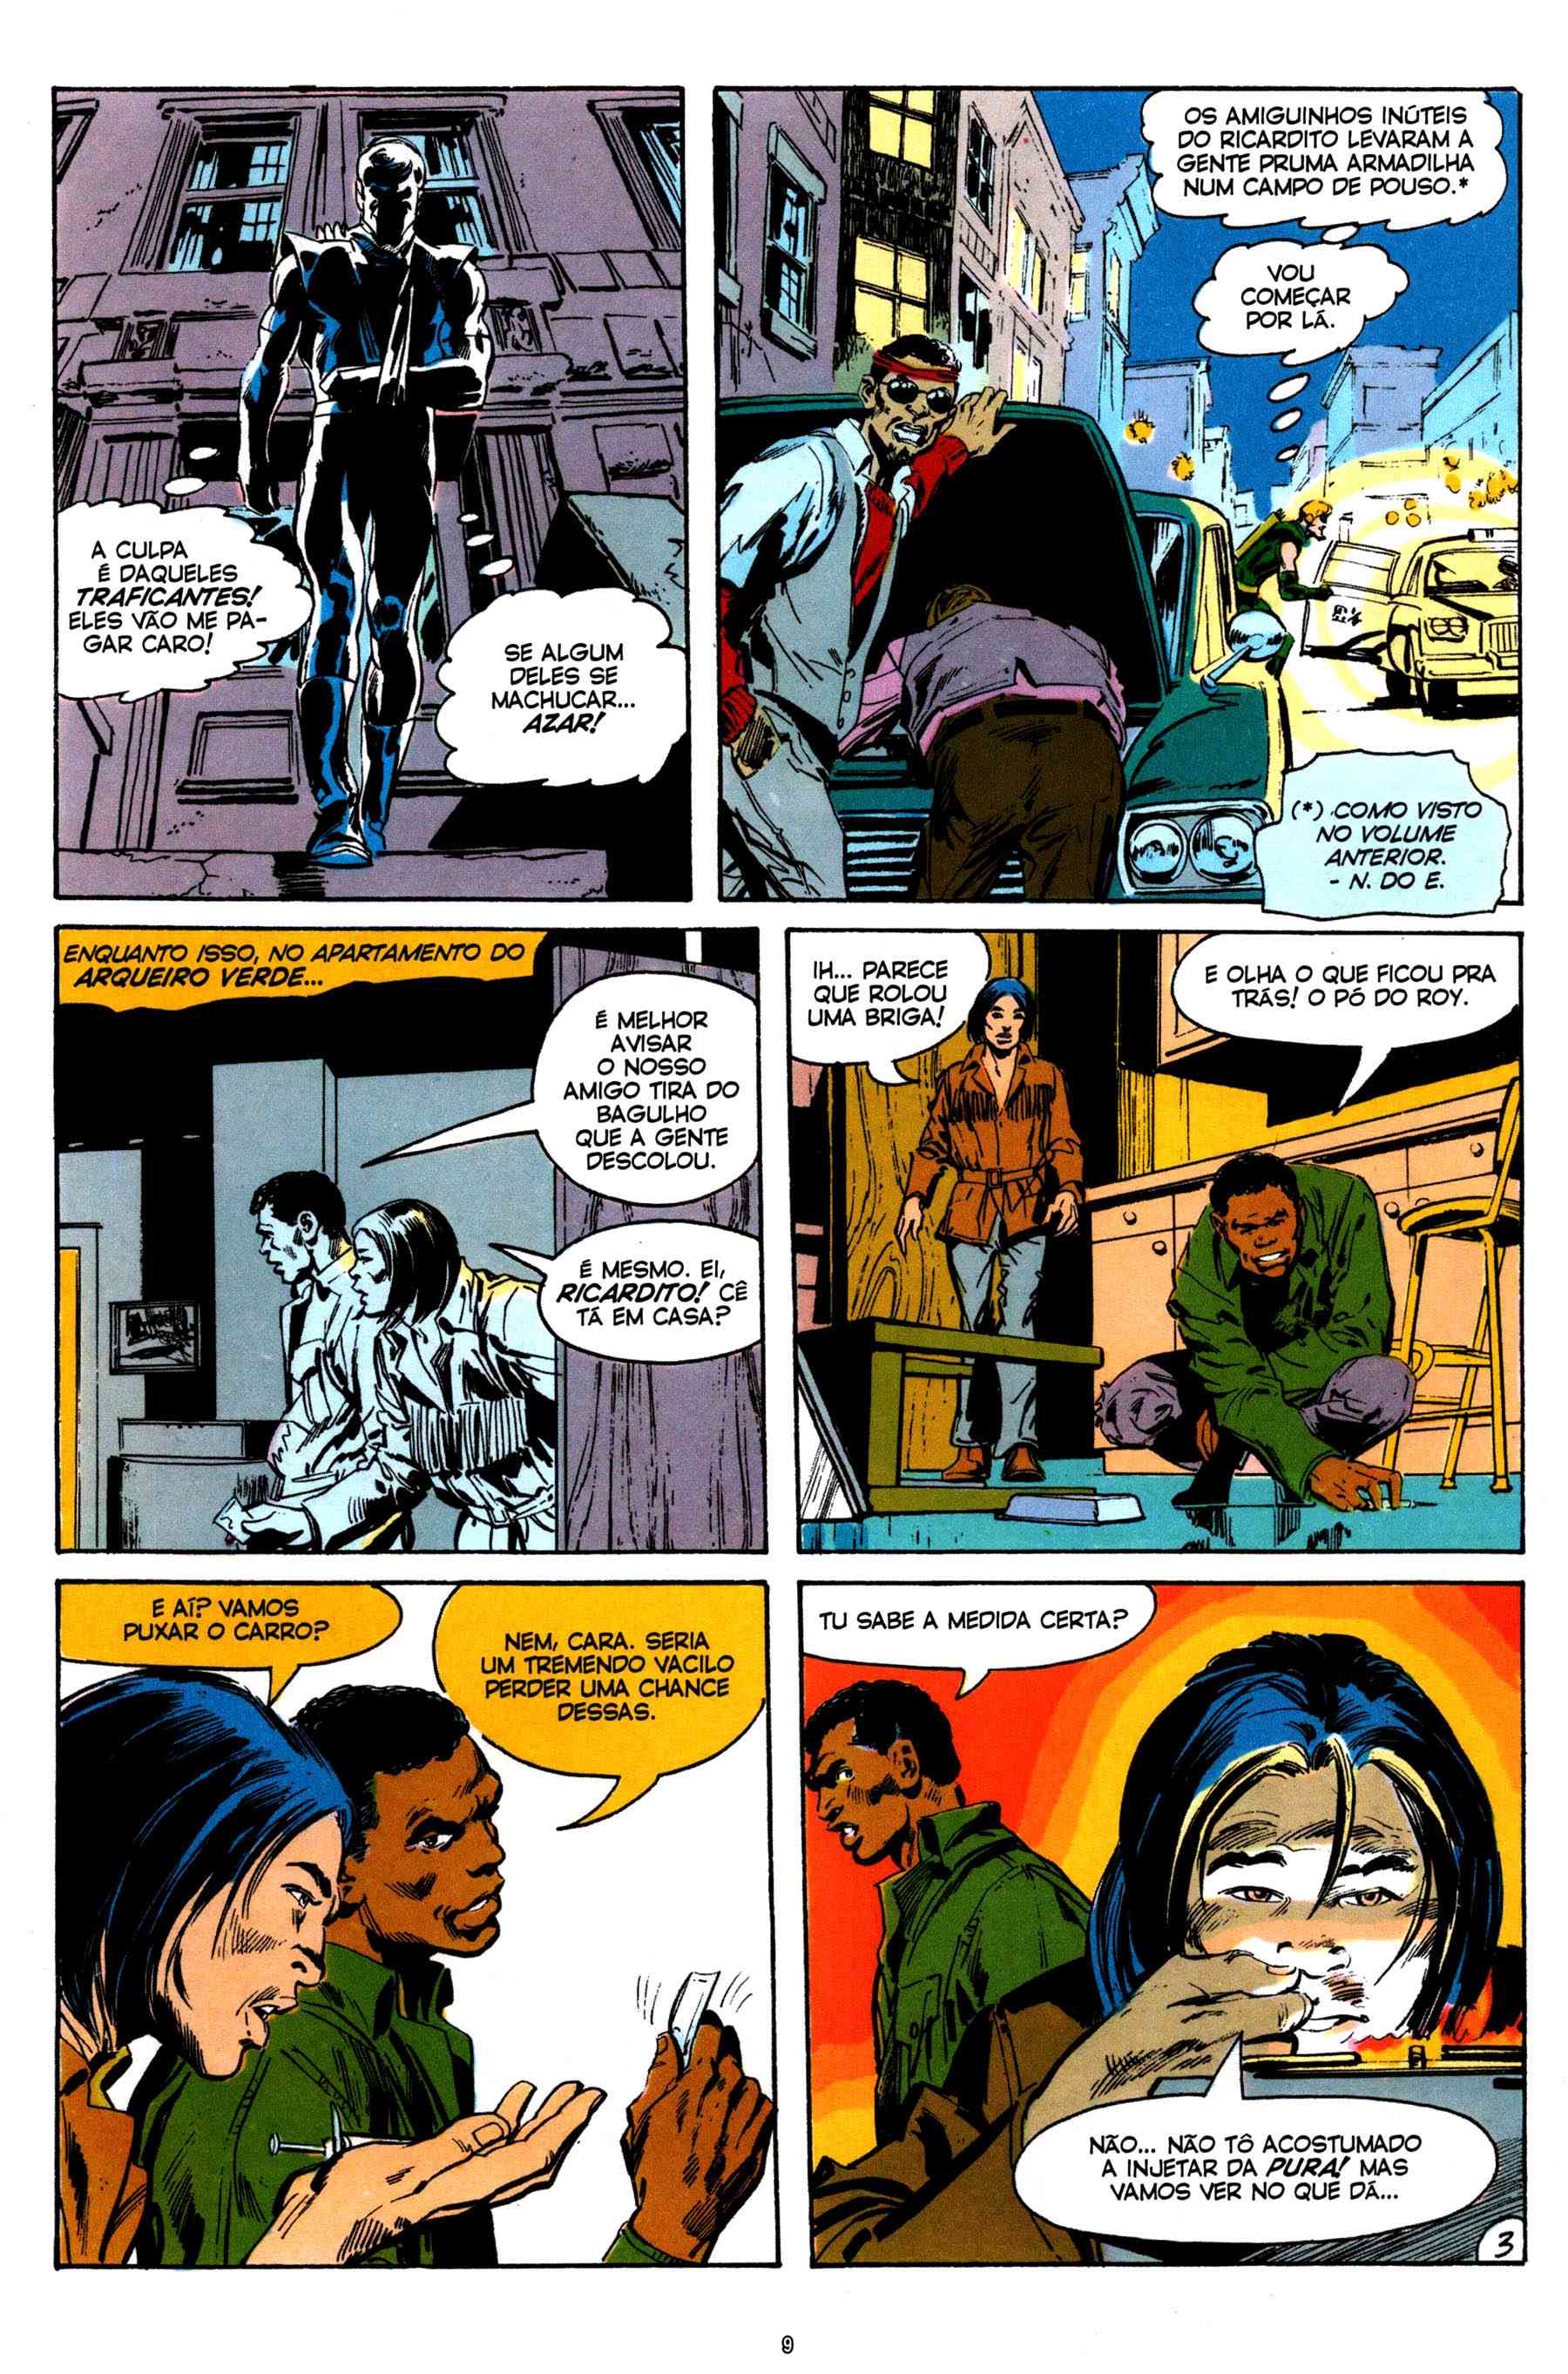 A CULPA
É DAQUELES
TRAFICANTES!
ELES VÃO ME PA-
GAR CARO!
SE ALGUM
DELES SE
MACHUCAR...
AZAR!
OS AMIGUINHOS INÚTEIS
DO RICARDITO LEVARAM A
GENTE PRUMA ARMADILHA
NUM CAMPO DE POUSO.*
VOU
COMEÇAR
POR LÁ.
(*) COMO VISTO
NO VOLUME
ANTERIOR.
- N. DO E.
ENQUANTO ISSO, NO APARTAMENTO DO
ARQUEIRO VERDE...
É MELHOR
AVISAR
O NOSSO
AMIGO TIRA DO
BAGULHO
QUE A GENTE
DESCOLOU.
É MESMO. EI,
RICARDITO! CÊ
TÁ EM CASA?
IH... PARECE
QUE ROLOU
UMA BRIGA!
E OLHA O QUE FICOU PRA
TRÁS! O PÓ DO ROY.
E AÍ? VAMOS
PUXAR O CARRO?
NEM, CARA. SERIA
UM TREMENDO VACILO
PERDER UMA CHANCE
DESSAS.
TU SABE A MEDIDA CERTA?
NÃO... NÃO TÔ ACOSTUMADO
A INJETAR DA PURA! MAS
VAMOS VER NO QUE DÁ...
3
9